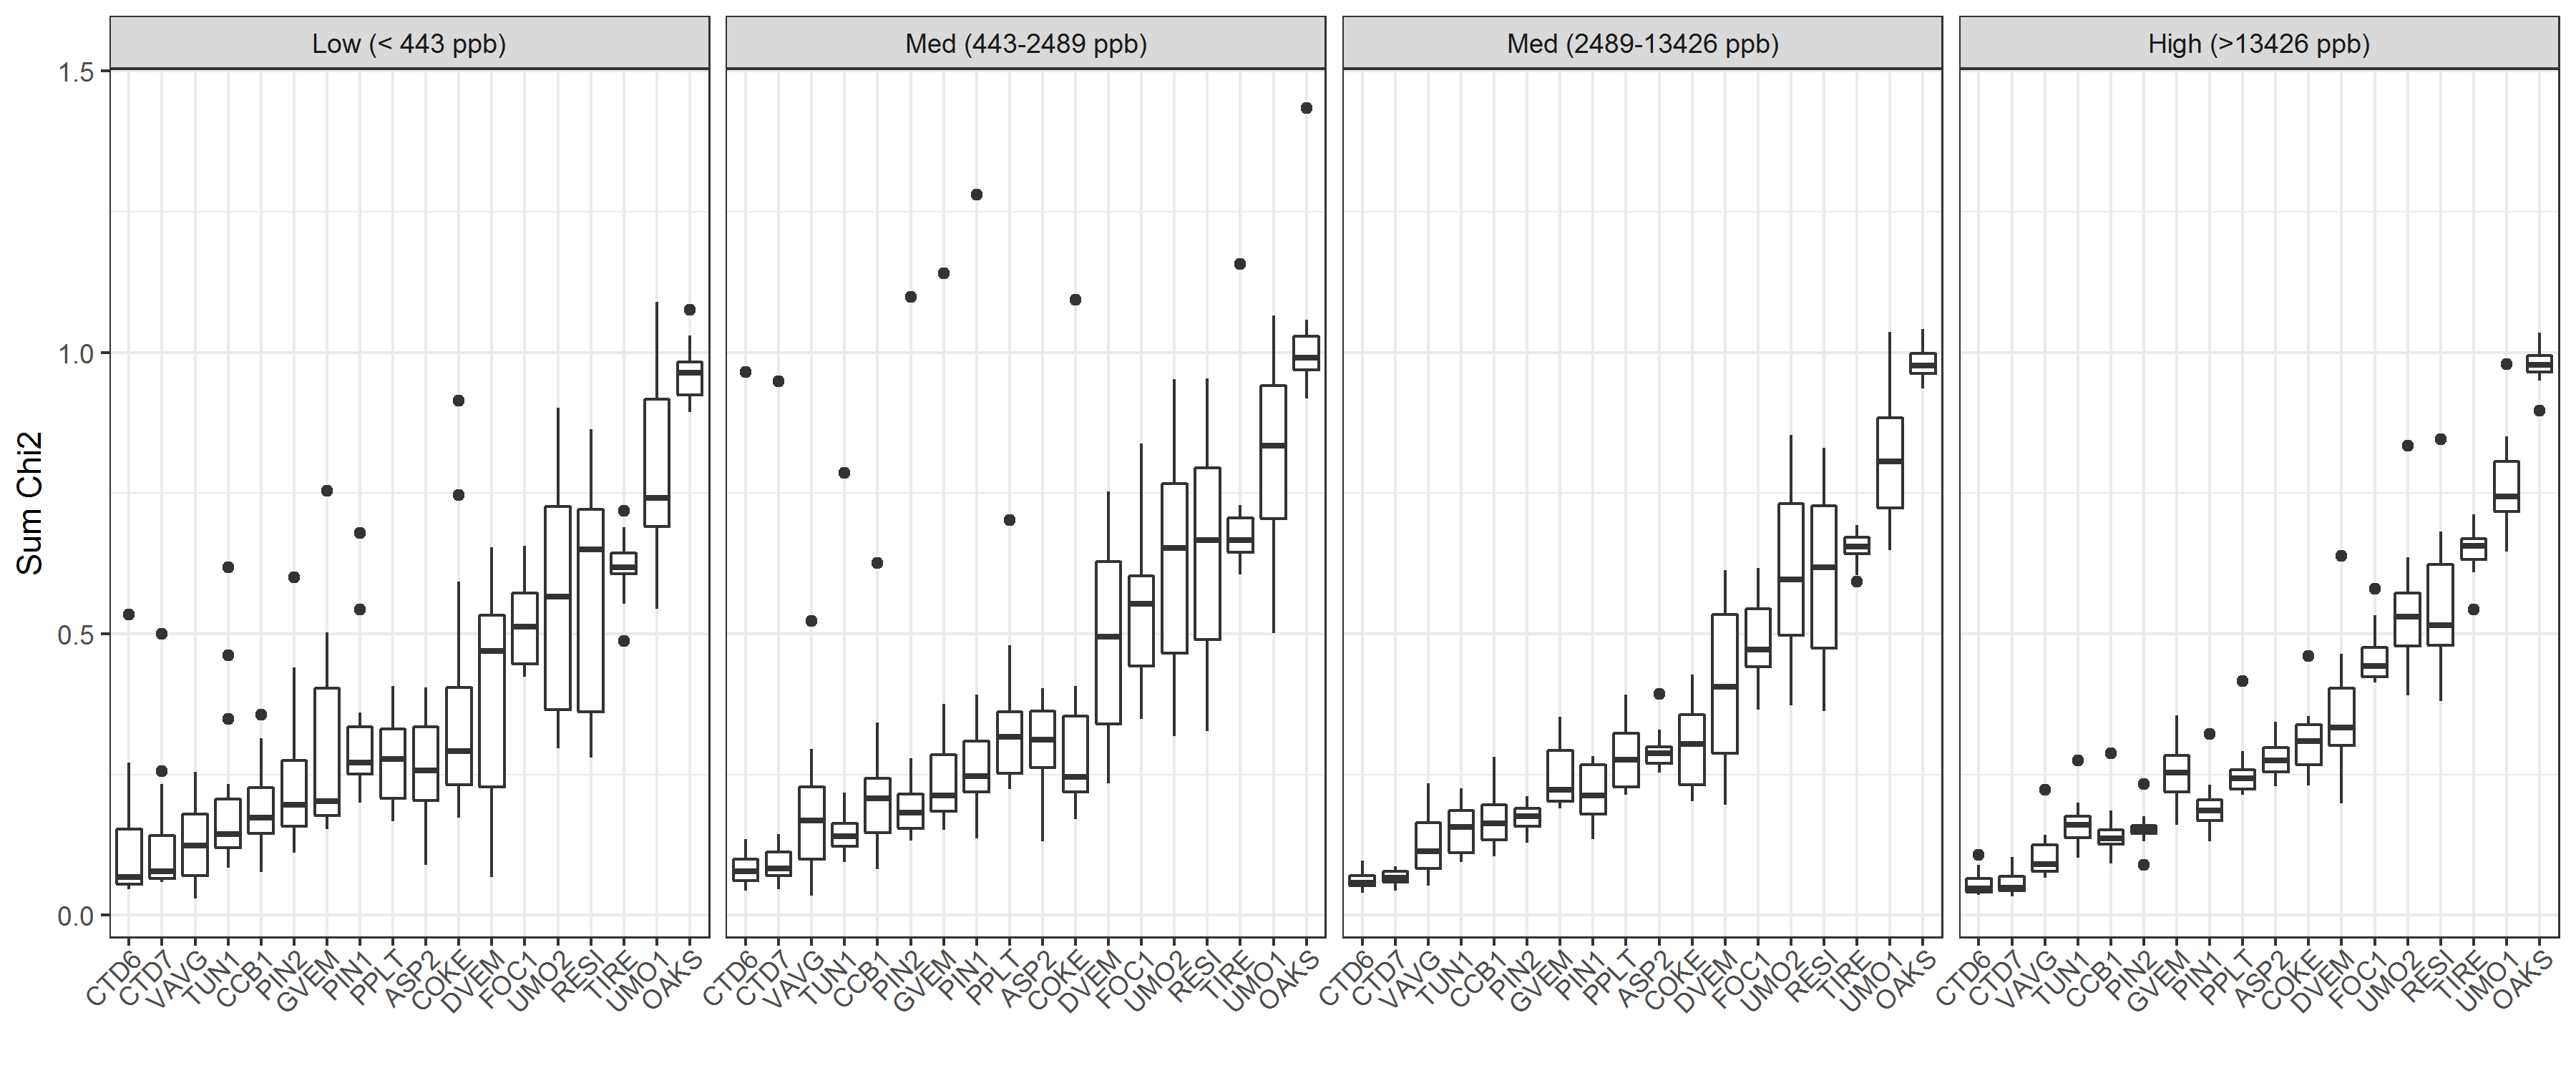 Low (< 443 ppb)
Med (443-2489 ppb)
Med (2489-13426 ppb)
High (>13426 ppb)
Sum Chi2
1.5
1.0
0.5
0.0
CTD6 CTD7 VAVG TUN1 CCB1 PIN2 GVEM PIN1 PPLT ASP2 COKE DVEM FOC1 UMO2 RESI TIRE UMO1 OAKS
CTD6 CTD7 VAVG TUN1 CCB1 PIN2 GVEM PIN1 PPLT ASP2 COKE DVEM FOC1 UMO2 RESI TIRE UMO1 OAKS
CTD6 CTD7 VAVG TUN1 CCB1 PIN2 GVEM PIN1 PPLT ASP2 COKE DVEM FOC1 UMO2 RESI TIRE UMO1 OAKS
CTD6 CTD7 VAVG TUN1 CCB1 PIN2 GVEM PIN1 PPLT ASP2 COKE DVEM FOC1 UMO2 RESI TIRE UMO1 OAKS